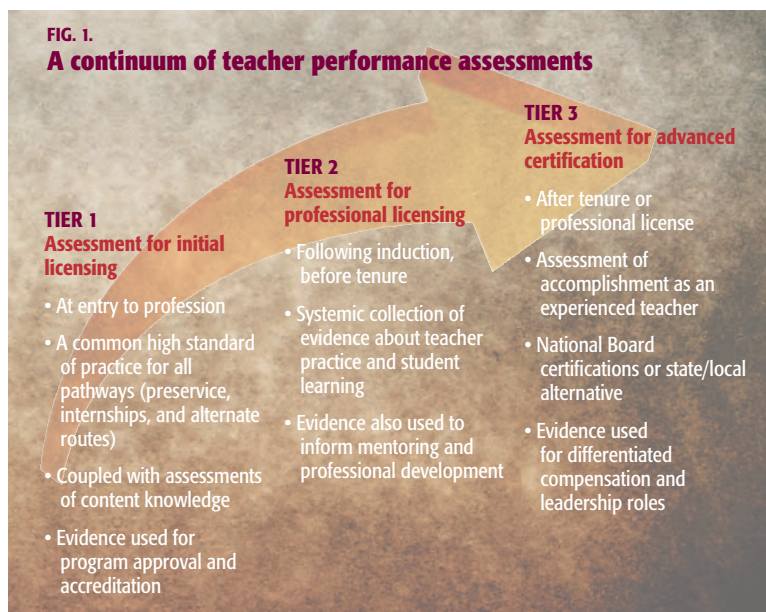 FIG. 1.
A continuum of teacher performance assessments
TIER 1
Assessment for initial
licensing
• At entry to profession
• A common high standard
of practice for all
pathways (preservice,
internships, and alternate
routes)
• Coupled with assessments
of content knowledge
• Evidence used for
program approval and
accreditation
TIER 2
Assessment for
professional licensing
• Following induction,
before tenure
• Systemic collection of
evidence about teacher
practice and student
learning
• Evidence also used to
inform mentoring and
professional development
TIER 3
Assessment for advanced
certification
• After tenure or
professional license
• Assessment of
accomplishment as an
experienced teacher
• National Board
certifications or state/local
alternative
• Evidence used
for differentiated
compensation and
leadership roles